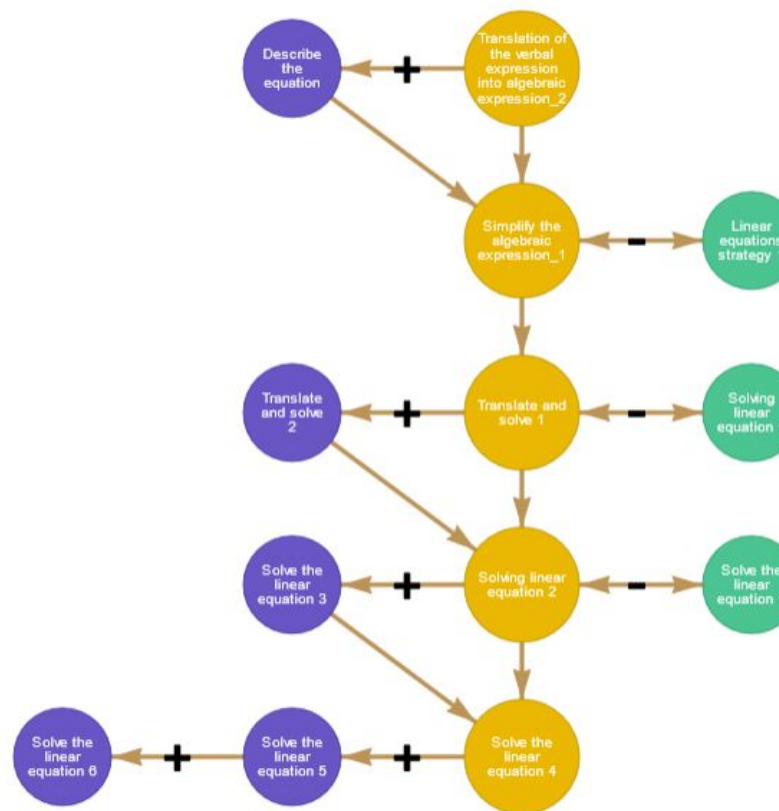 Describe
the
equation
+
Translation of
the verbal
expression
into algebraic
expression_2
Simplify the
algebraic
expression_1
-
Linear
equations
strategy
Translate
and solve
2
+
Translate and
solve 1
-
Solving
linear
equation
Solve the
linear
equation 3
+
Solving linear
equation 2
-
Solve the
linear
equation
Solve the
linear
equation 6
+
Solve the
linear
equation 5
+
Solve the
linear
equation 4